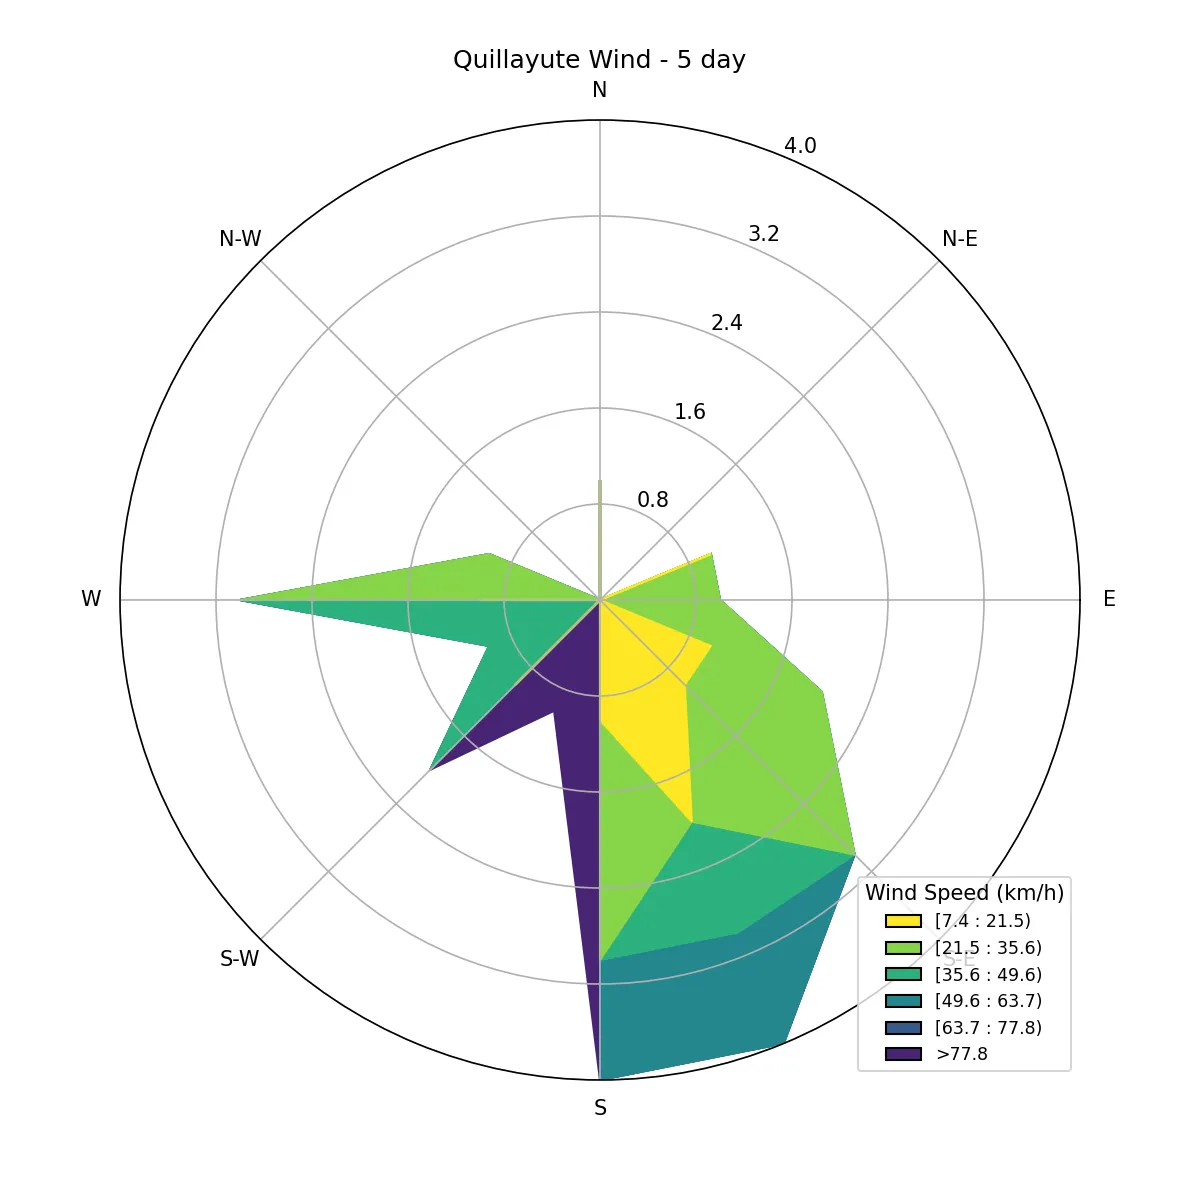 Quillayute Wind - 5 day
N
4.0
N-W
3.2
N-E
2.4
1.6
0.8
W
E
S-W
S-E
S
Wind Speed (km/h)
[7.4 : 21.5)
[21.5 : 35.6)
[35.6 : 49.6)
[49.6 : 63.7)
[63.7 : 77.8)
>77.8